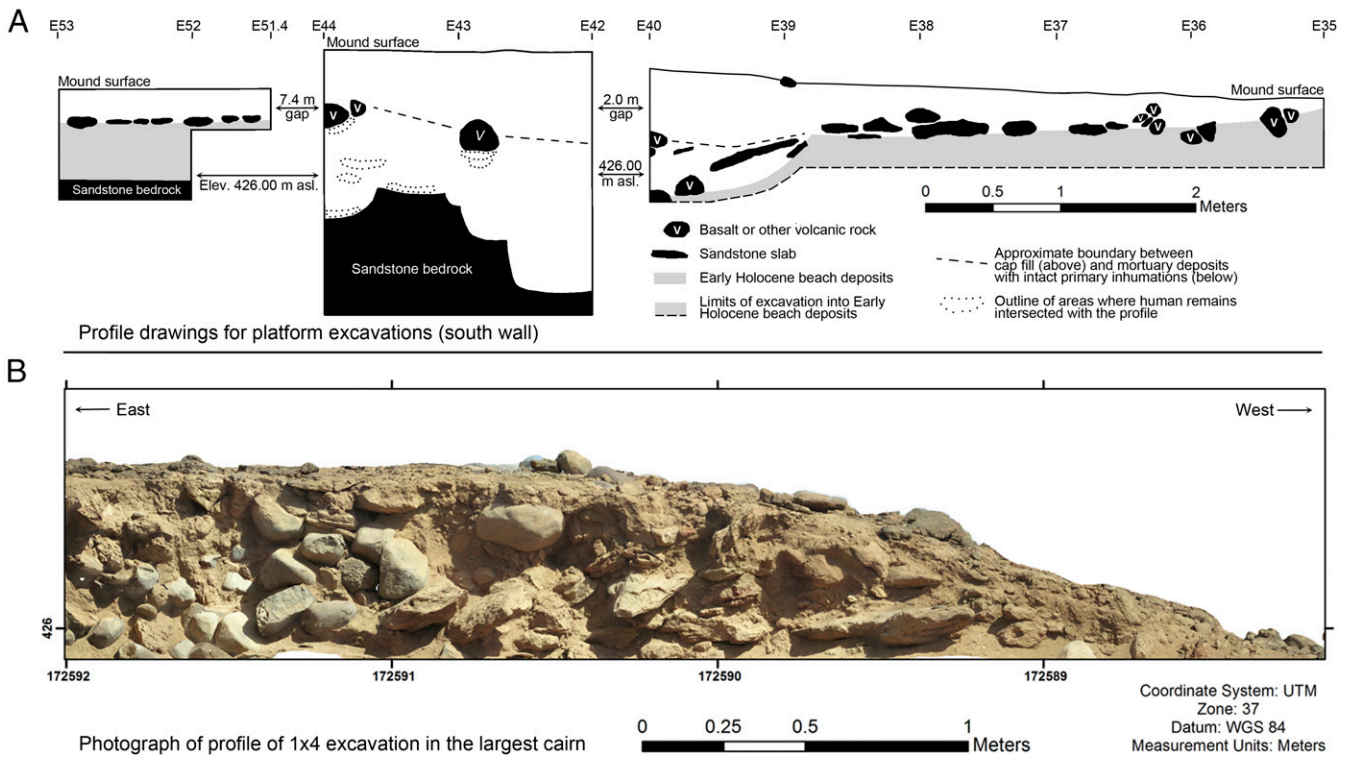 A
E53 E52 E51.4 E44 E43 E42 E40 E39 E38 E37 E36 E35
Mound surface
Mound surface
Mound surface
7.4 m
gap
2.0 m
gap
V
V
V
V
V
V
V
V
V
V
V
Sandstone bedrock
Elev. 426.00 m asl.
426.00
m asl.
Sandstone bedrock
0 0.5 1 2
Meters
V Basalt or other volcanic rock
Sandstone slab
Early Holocene beach deposits
Limits of excavation into Early
Holocene beach deposits
Approximate boundary between
cap fill (above) and mortuary deposits
with intact primary inhumations (below)
Outline of areas where human remains
intersected with the profile
Profile drawings for platform excavations (south wall)
B
East
West
426
172592 172591 172590 172589
Photograph of profile of 1x4 excavation in the largest cairn
0 0.25 0.5 1
Meters
Coordinate System: UTM
Zone: 37
Datum: WGS 84
Measurement Units: Meters